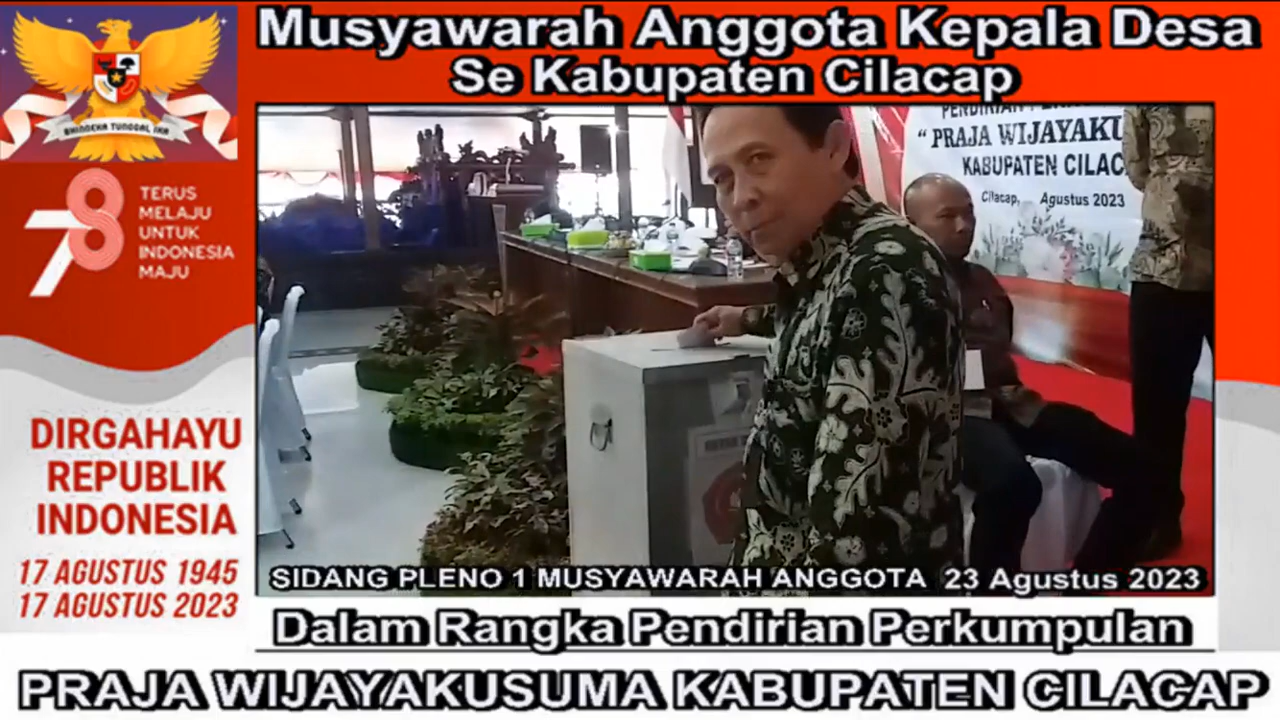 Musyawarah Anggota Kepala Desa
Se Kabupaten Cilacap
BHINNEKA TUNGGAL IKA
78
TERUS
MELAJU
UNTUK
INDONESIA
MAJU
PENDIRIAN
"PRAJA WIJAYAKU
KABUPATEN CILAC
Cilacap, Agustus 2023
DIRGAHAYU
REPUBLIK
INDONESIA
17 AGUSTUS 1945
17 AGUSTUS 2023
SIDANG PLENO 1 MUSYAWARAH ANGGOTA 23 Agustus 2023
Dalam Rangka Pendirian Perkumpulan
PRAJA WIJAYAKUSUMA KABUPATEN CILACAP